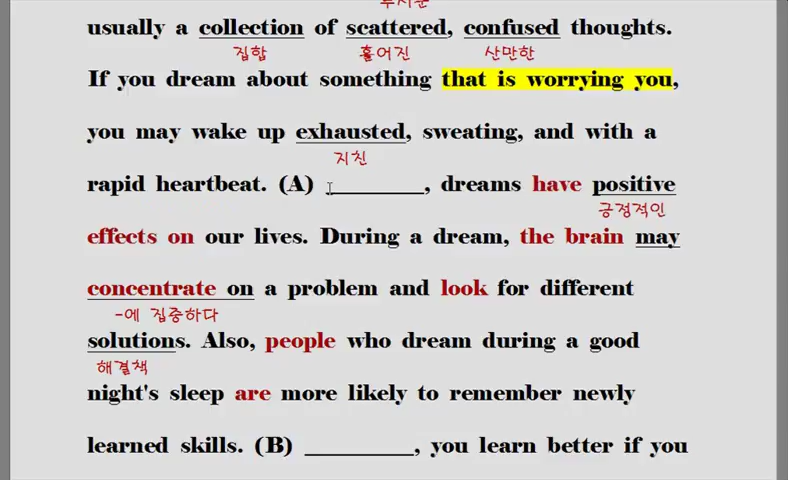 usually a collection of scattered, confused thoughts.
집합 흩어진 산만한
If you dream about something that is worrying you,
you may wake up exhausted, sweating, and with a
지친
rapid heartbeat. (A) ________, dreams have positive
긍정적인
effects on our lives. During a dream, the brain may
concentrate on a problem and look for different
-에 집중하다
solutions. Also, people who dream during a good
해결책
night's sleep are more likely to remember newly
learned skills. (B) _________, you learn better if you